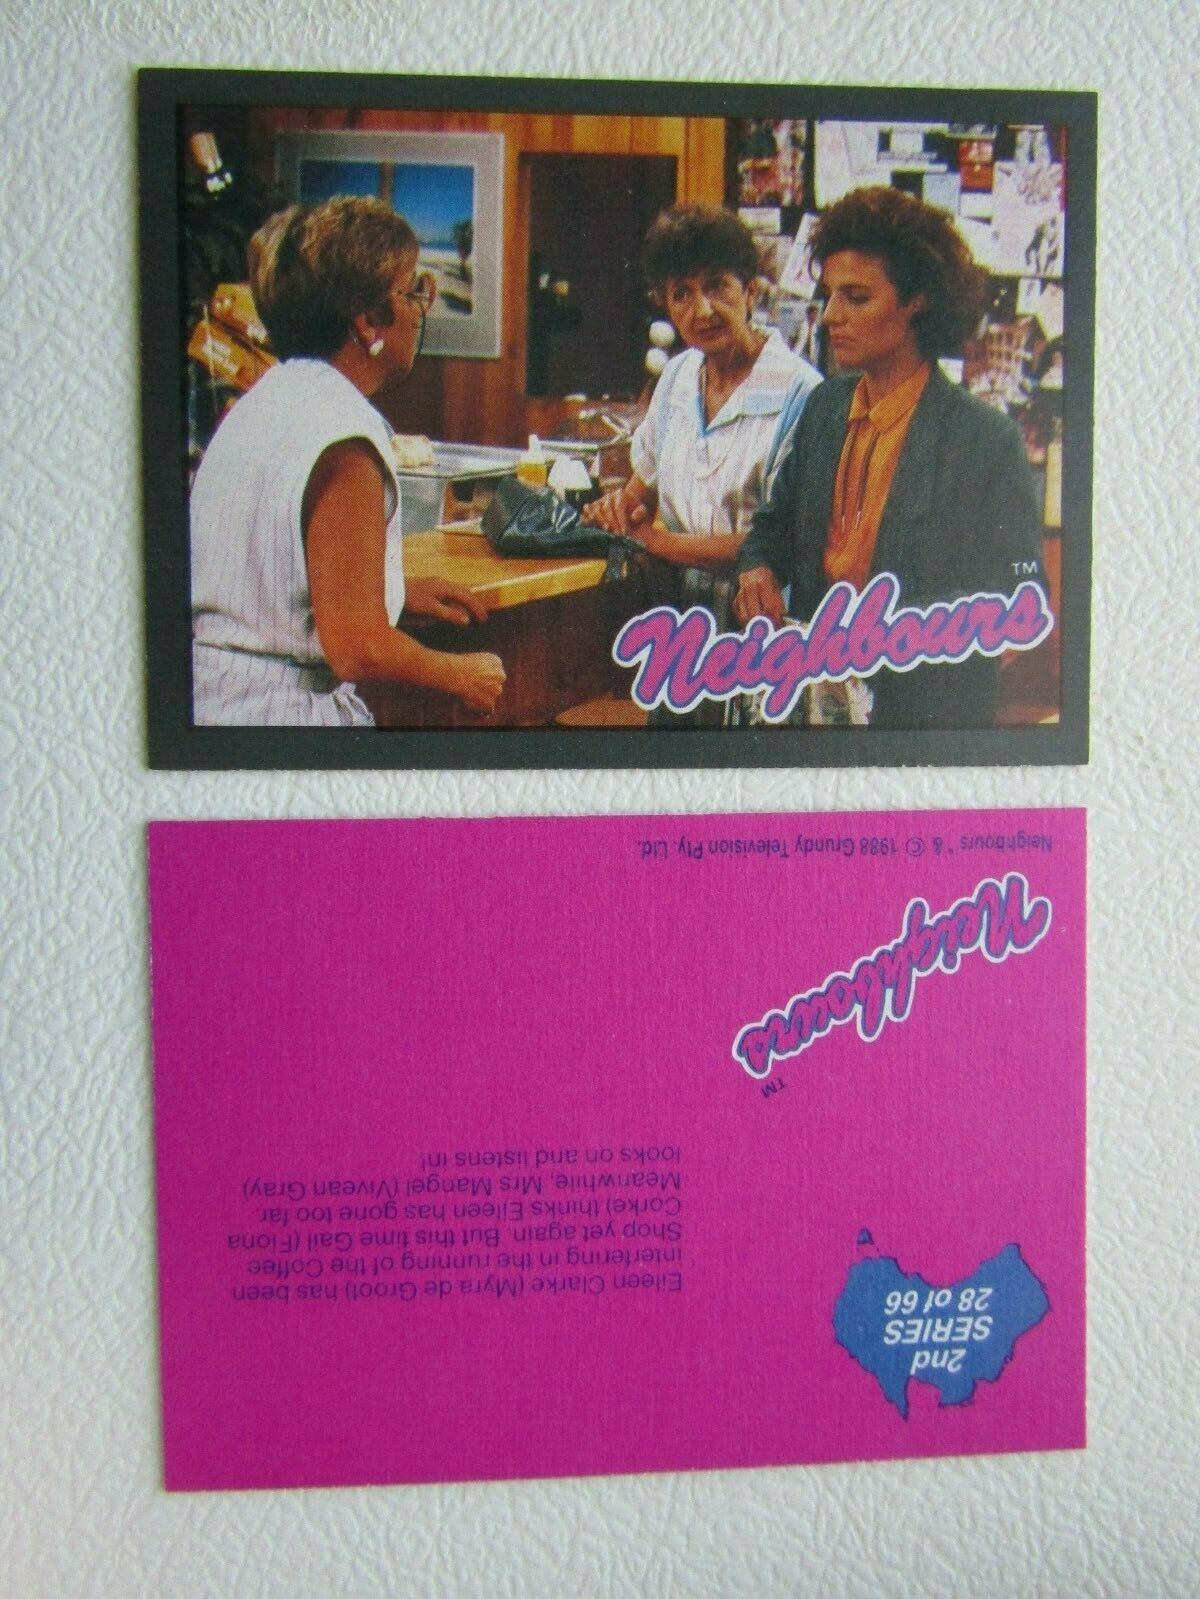 Neighbours TM
2nd
SERIES
28 of 66
Eileen Clarke (Myra de Groot) has been
interfering in the running of the Coffee
Shop yet again. But this time Gail (Fiona
Corke) thinks Eileen has gone too far.
Meanwhile, Mrs Mangel (Vivean Gray)
looks on and listens in!
TM
Neighbours
Neighbours™ & © 1988 Grundy Television Pty. Ltd.